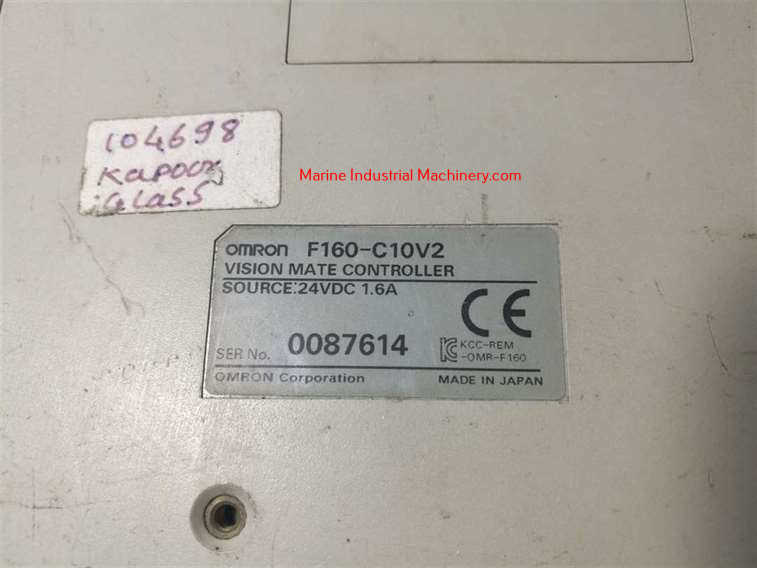 104698
Kapoor
Glass
Marine Industrial Machinery.com
OMRON F160-C10V2
VISION MATE CONTROLLER
SOURCE:24VDC 1.6A
CE
SER No. 0087614
KCC-REM
-OMR-F160
OMRON Corporation MADE IN JAPAN